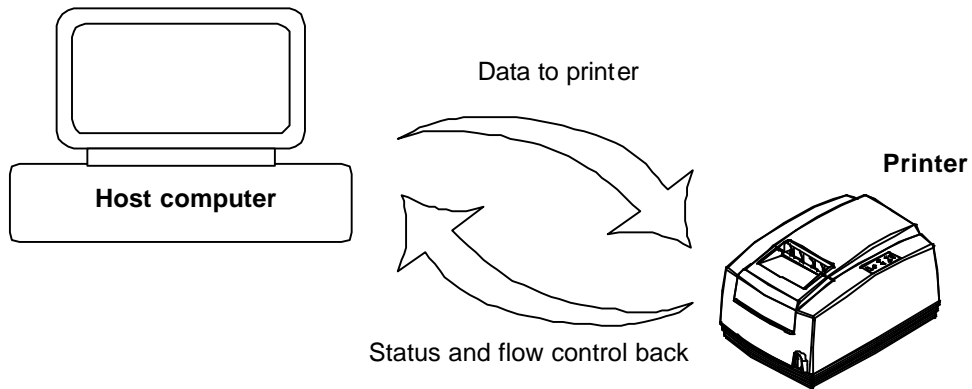 Data to printer
Printer
Host computer
Status and flow control back